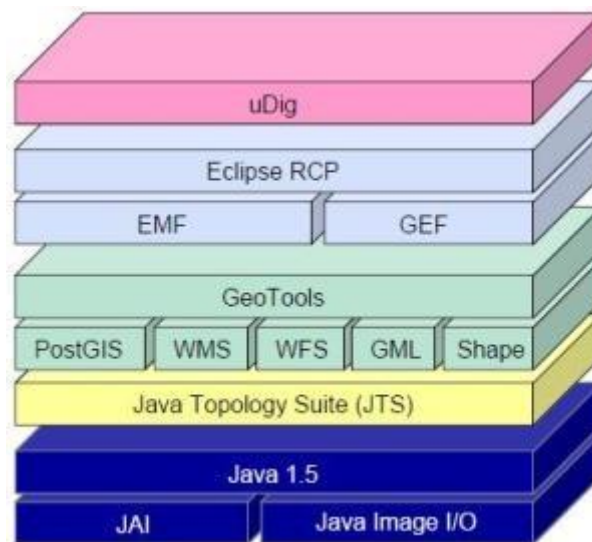 uDig
Eclipse RCP
EMF GEF
GeoTools
PostGIS WMS WFS GML Shape
Java Topology Suite (JTS)
Java 1.5
JAI Java Image I/O